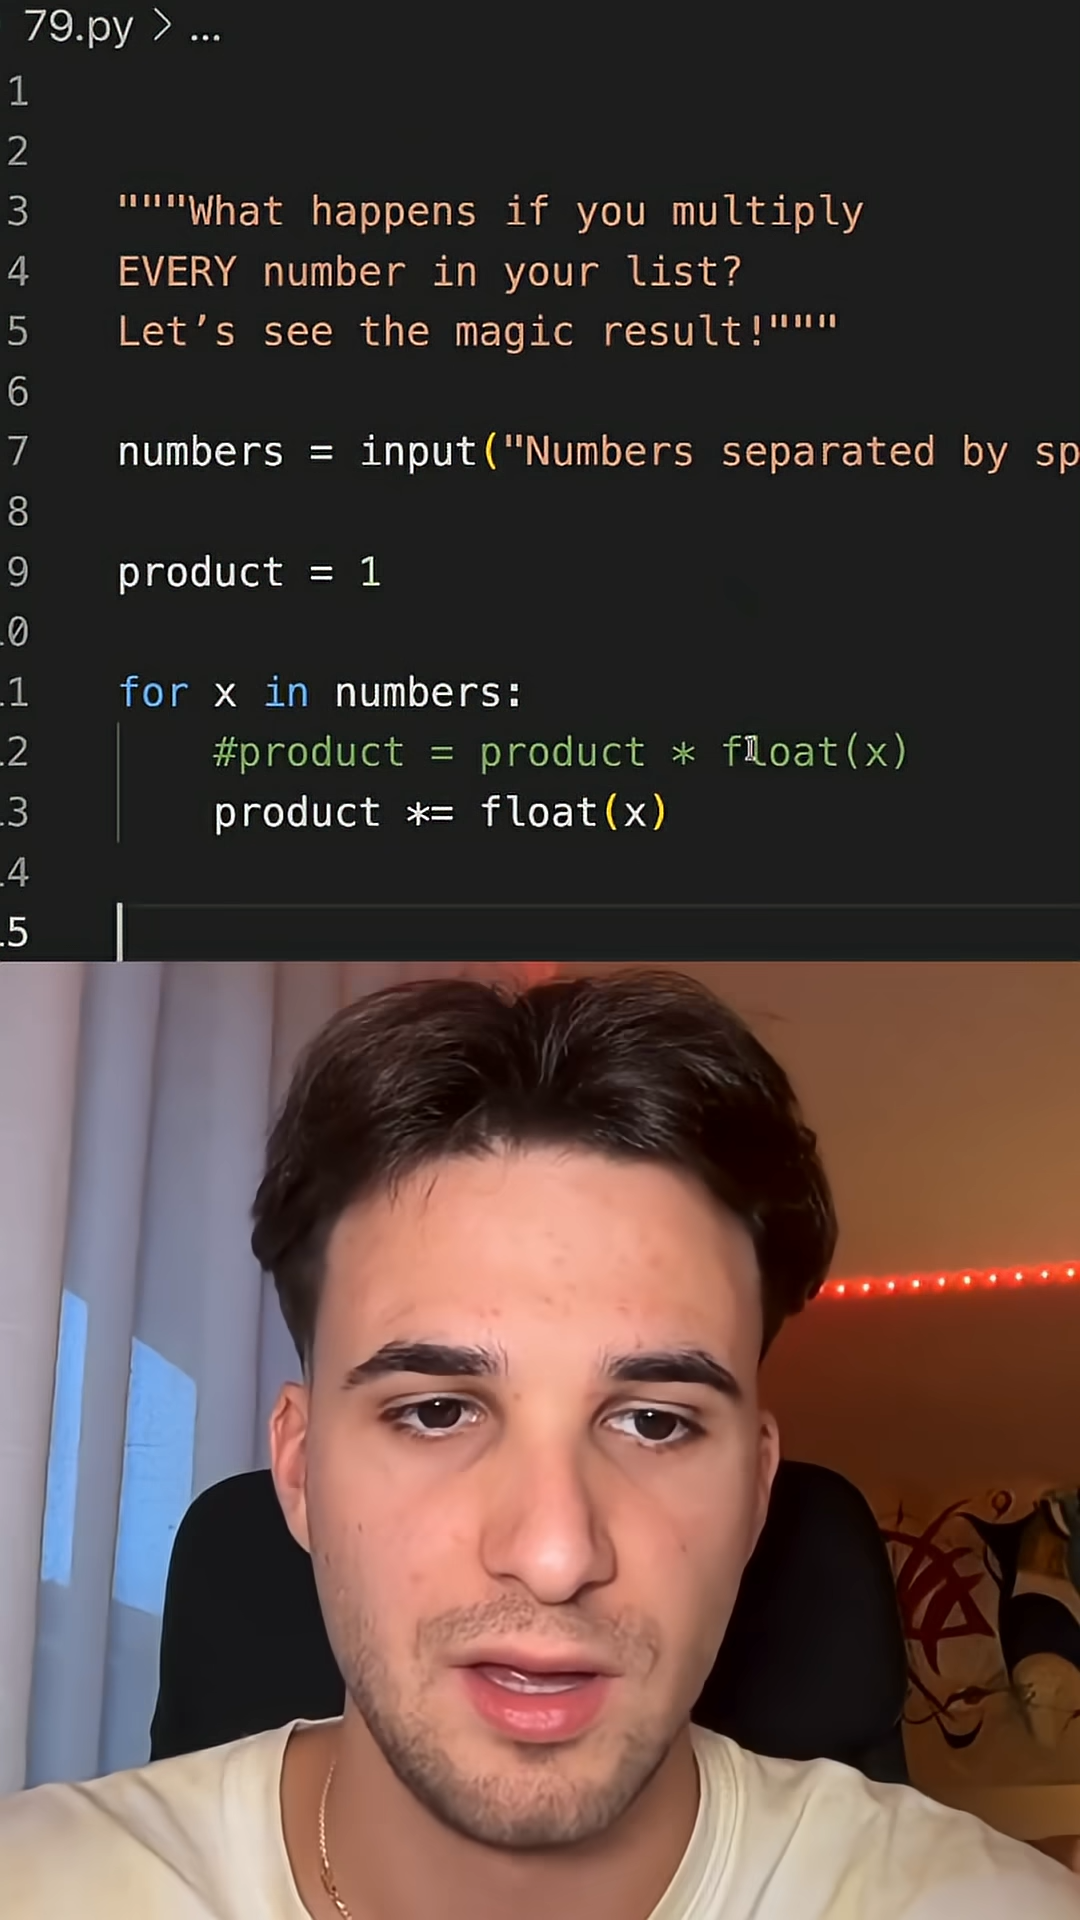 79.py > ...
1
2
3 """What happens if you multiply
4 EVERY number in your list?
5 Let’s see the magic result!"""
6
7 numbers = input("Numbers separated by sp
8
9 product = 1
10
11 for x in numbers:
12 #product = product * float(x)
13 product *= float(x)
14
15